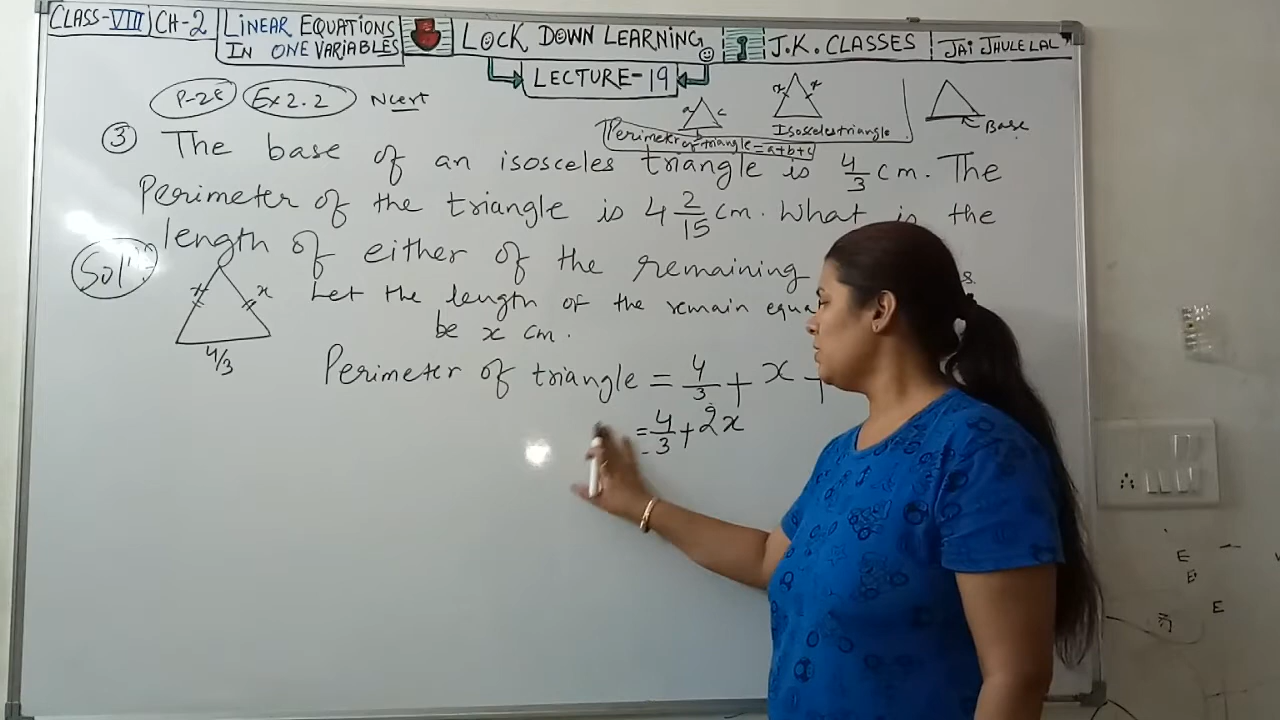 CLASS-VIII CH-2 LINEAR EQUATIONS IN ONE VARIABLES LOCK DOWN LEARNING J.K. CLASSES JAI JHULELAL
LECTURE-19
P-28 Ex 2.2 Ncert
a c
x x
Isosceles triangle
Base
Perimeter of triangle = a+b+c
③ The base of an isosceles triangle is 4/3 cm. The
Perimeter of the triangle is 4 2/15 cm. What is the
length of either of the remaining
Solⁿ: x x 4/3
Let the length of the remain equa
be x cm.
Perimeter of triangle = 4/3 + x +
= 4/3 + 2x